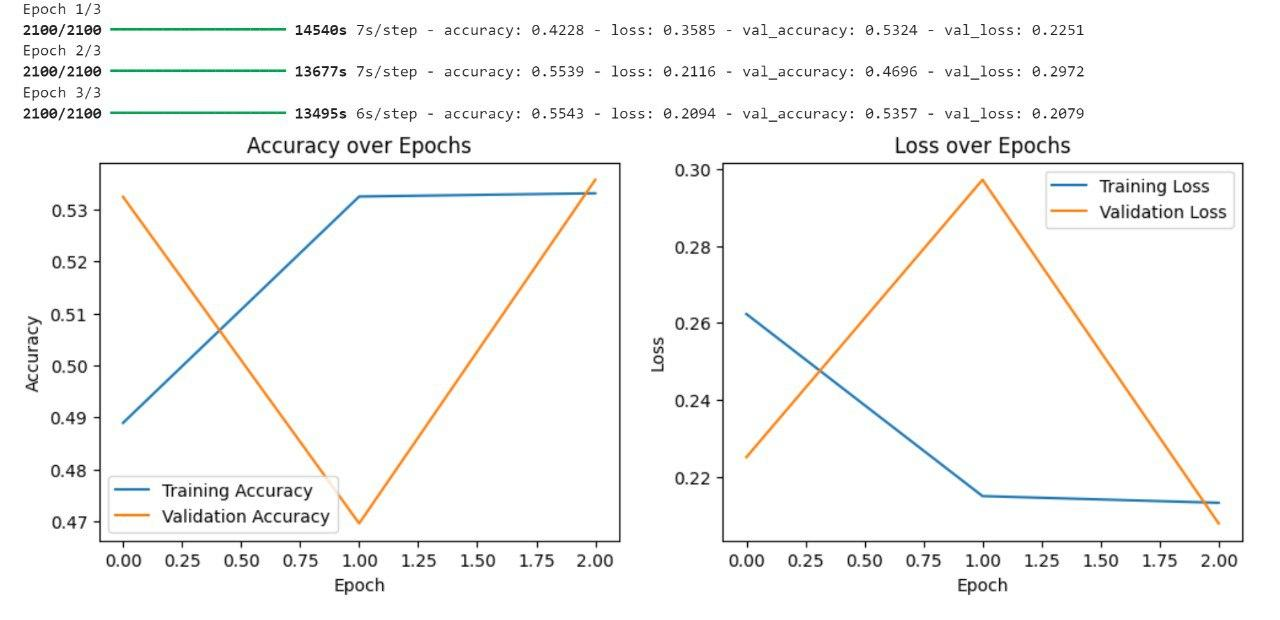 Epoch 1/3
2100/2100 14540s 7s/step - accuracy: 0.4228 - loss: 0.3585 - val_accuracy: 0.5324 - val_loss: 0.2251
Epoch 2/3
2100/2100 13677s 7s/step - accuracy: 0.5539 - loss: 0.2116 - val_accuracy: 0.4696 - val_loss: 0.2972
Epoch 3/3
2100/2100 13495s 6s/step - accuracy: 0.5543 - loss: 0.2094 - val_accuracy: 0.5357 - val_loss: 0.2079
Accuracy over Epochs
0.53
0.52
0.51
0.50
0.49
0.48
0.47
Accuracy
Training Accuracy
Validation Accuracy
0.00 0.25 0.50 0.75 1.00 1.25 1.50 1.75 2.00
Epoch
Loss over Epochs
0.30
0.28
0.26
0.24
0.22
Loss
Training Loss
Validation Loss
0.00 0.25 0.50 0.75 1.00 1.25 1.50 1.75 2.00
Epoch